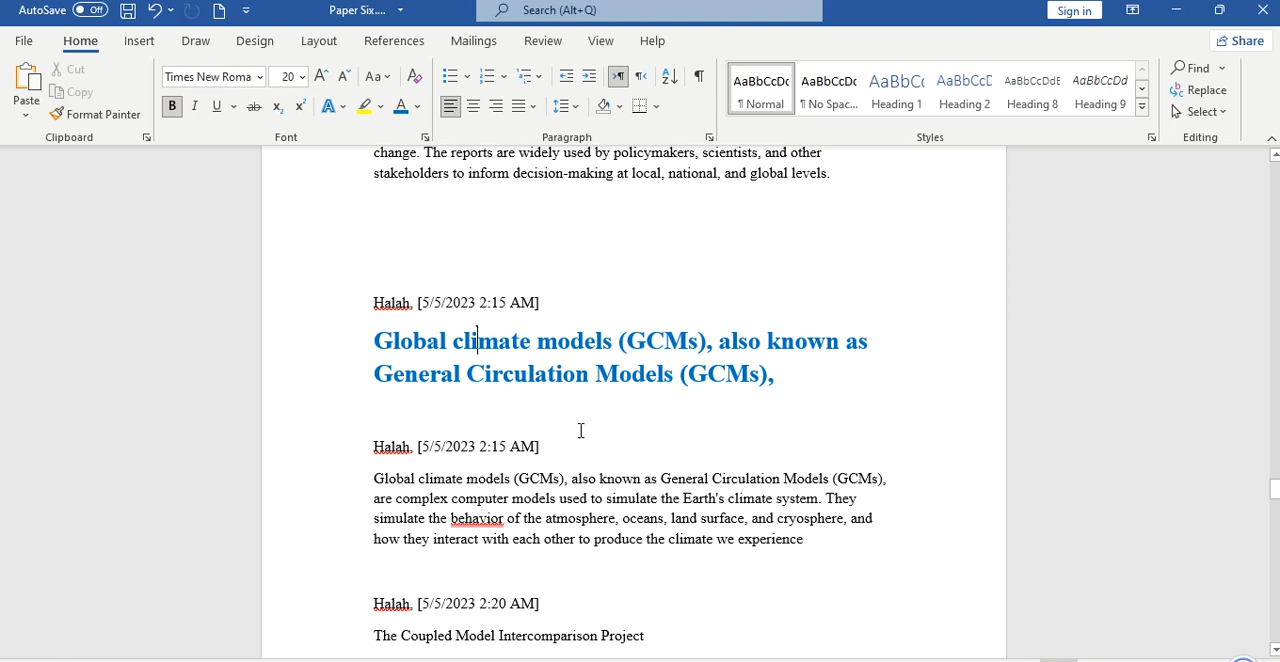 AutoSave Off Paper Six.... Search (Alt+Q) Sign in
File Home Insert Draw Design Layout References Mailings Review View Help Share
Paste Cut Copy Format Painter
Clipboard
Times New Roma 20 Aa
B I U ab x2 x2 A A
Font
Paragraph
AaBbCcDc AaBbCcDc AaBbCc AaBbCcD AaBbCcDdE AaBbCcDd
¶ Normal ¶ No Spac... Heading 1 Heading 2 Heading 8 Heading 9
Styles
Find
Replace
Select
Editing
change. The reports are widely used by policymakers, scientists, and other
stakeholders to inform decision-making at local, national, and global levels.
Halah, [5/5/2023 2:15 AM]
Global climate models (GCMs), also known as
General Circulation Models (GCMs),
Halah, [5/5/2023 2:15 AM]
Global climate models (GCMs), also known as General Circulation Models (GCMs),
are complex computer models used to simulate the Earth's climate system. They
simulate the behavior of the atmosphere, oceans, land surface, and cryosphere, and
how they interact with each other to produce the climate we experience
Halah, [5/5/2023 2:20 AM]
The Coupled Model Intercomparison Project